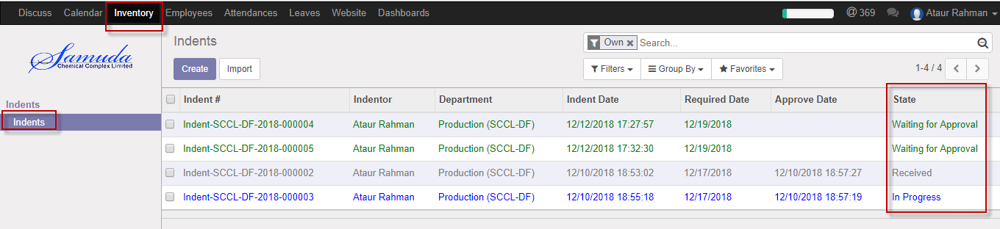 Discuss Calendar Inventory Employees Attendances Leaves Website Dashboards @ 369 Ataur Rahman
Samuda
Chemical Complex Limited
Indents
Indents
Indents
Own Search...
Create Import
Filters Group By Favorites 1-4 / 4
Indent # Indentor Department Indent Date Required Date Approve Date State
Indent-SCCL-DF-2018-000004 Ataur Rahman Production (SCCL-DF) 12/12/2018 17:27:57 12/19/2018 Waiting for Approval
Indent-SCCL-DF-2018-000005 Ataur Rahman Production (SCCL-DF) 12/12/2018 17:32:30 12/19/2018 Waiting for Approval
Indent-SCCL-DF-2018-000002 Ataur Rahman Production (SCCL-DF) 12/10/2018 18:53:02 12/17/2018 12/10/2018 18:57:27 Received
Indent-SCCL-DF-2018-000003 Ataur Rahman Production (SCCL-DF) 12/10/2018 18:55:18 12/17/2018 12/10/2018 18:57:19 In Progress